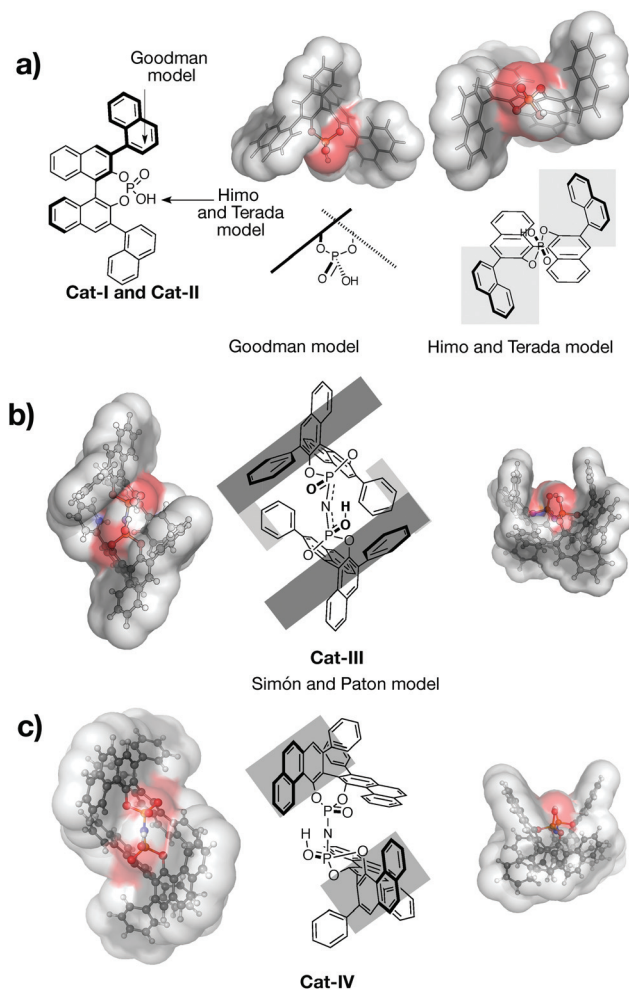 a)
Goodman
model
O
O
P
OH
O
Himo
and Terada
model
Cat-I and Cat-II
O
O
P
O
OH
Goodman model
HO
O
P
O
O
Himo and Terada model
b)
O
O
P
O
N
H
P
O
O
O
Cat-III
Simón and Paton model
c)
O
O
P
O
N
H
O
P
O
O
Cat-IV